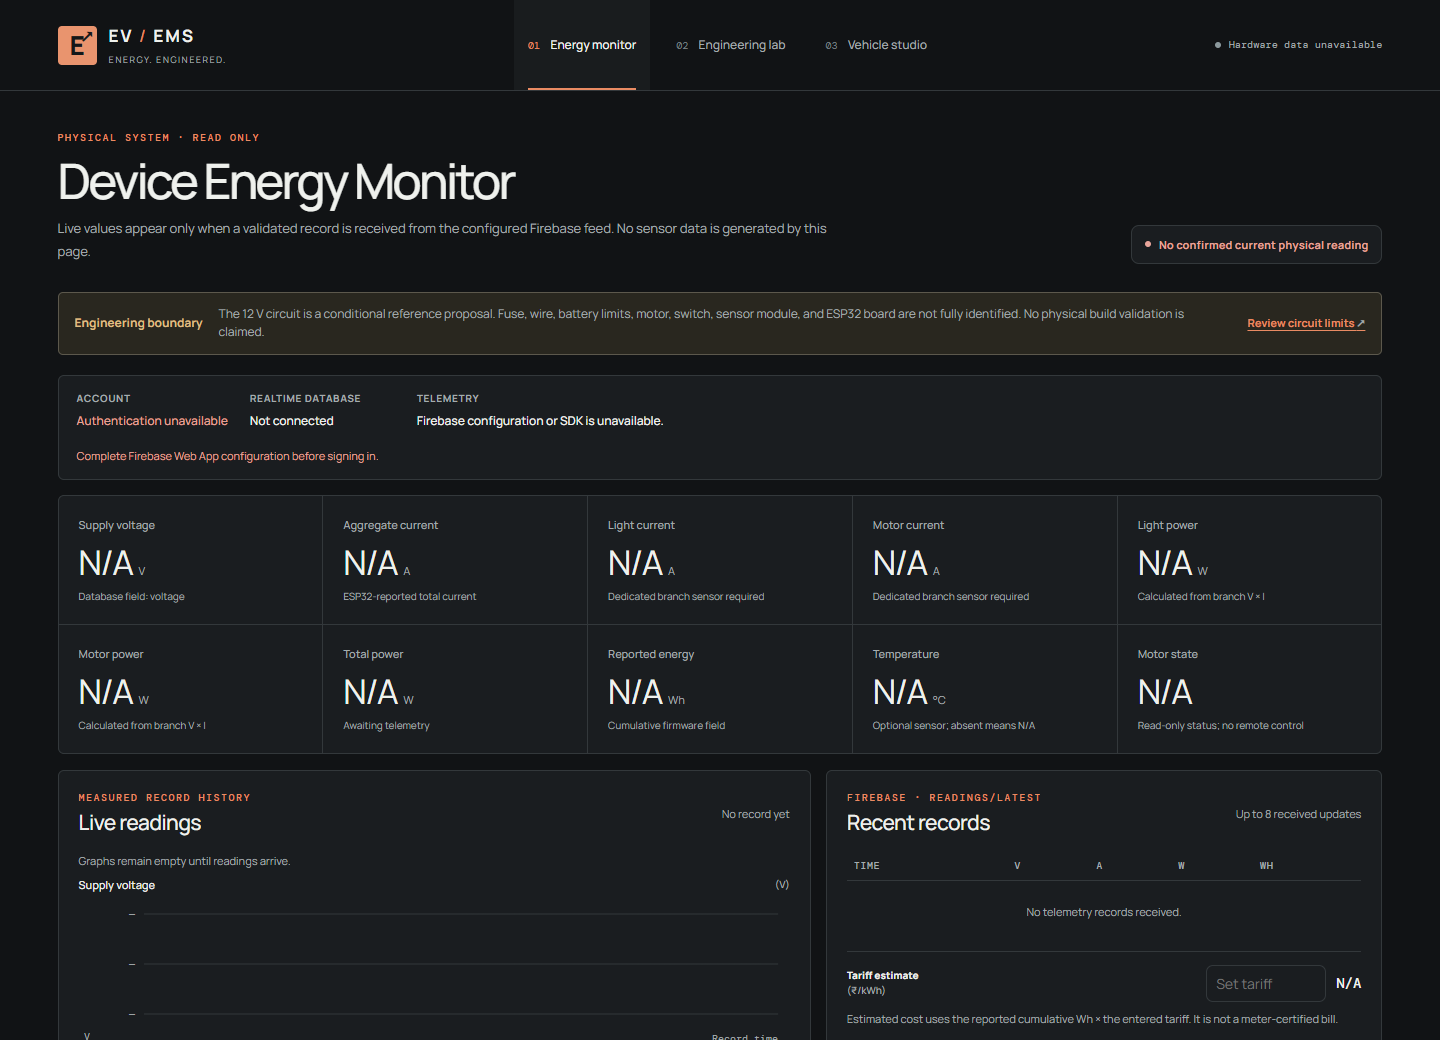 E
EV / EMS
ENERGY. ENGINEERED.
01 Energy monitor
02 Engineering lab
03 Vehicle studio
Hardware data unavailable
PHYSICAL SYSTEM · READ ONLY
Device Energy Monitor
Live values appear only when a validated record is received from the configured Firebase feed. No sensor data is generated by this
page.
No confirmed current physical reading
Engineering boundary
The 12 V circuit is a conditional reference proposal. Fuse, wire, battery limits, motor, switch, sensor module, and ESP32 board are not fully identified. No physical build validation is
claimed.
Review circuit limits ↗
ACCOUNT
Authentication unavailable
REALTIME DATABASE
Not connected
TELEMETRY
Firebase configuration or SDK is unavailable.
Complete Firebase Web App configuration before signing in.
Supply voltage
N/A V
Database field: voltage
Aggregate current
N/A A
ESP32-reported total current
Light current
N/A A
Dedicated branch sensor required
Motor current
N/A A
Dedicated branch sensor required
Light power
N/A W
Calculated from branch V × I
Motor power
N/A W
Calculated from branch V × I
Total power
N/A W
Awaiting telemetry
Reported energy
N/A Wh
Cumulative firmware field
Temperature
N/A °C
Optional sensor; absent means N/A
Motor state
N/A
Read-only status; no remote control
MEASURED RECORD HISTORY
Live readings
No record yet
Graphs remain empty until readings arrive.
Supply voltage (V)
–
–
–
V
Record time
FIREBASE · READINGS/LATEST
Recent records
Up to 8 received updates
TIME V A W WH
No telemetry records received.
Tariff estimate
(₹/kWh)
Set tariff
N/A
Estimated cost uses the reported cumulative Wh × the entered tariff. It is not a meter-certified bill.